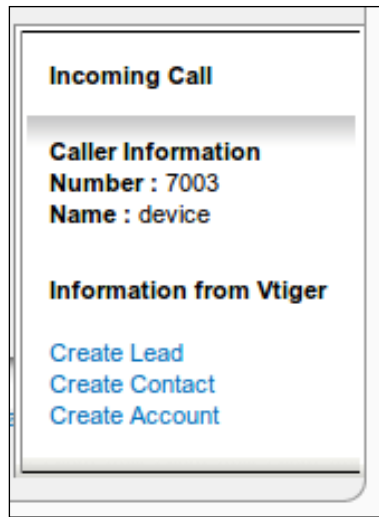 Incoming Call
Caller Information
Number : 7003
Name : device
Information from Vtiger
Create Lead
Create Contact
Create Account